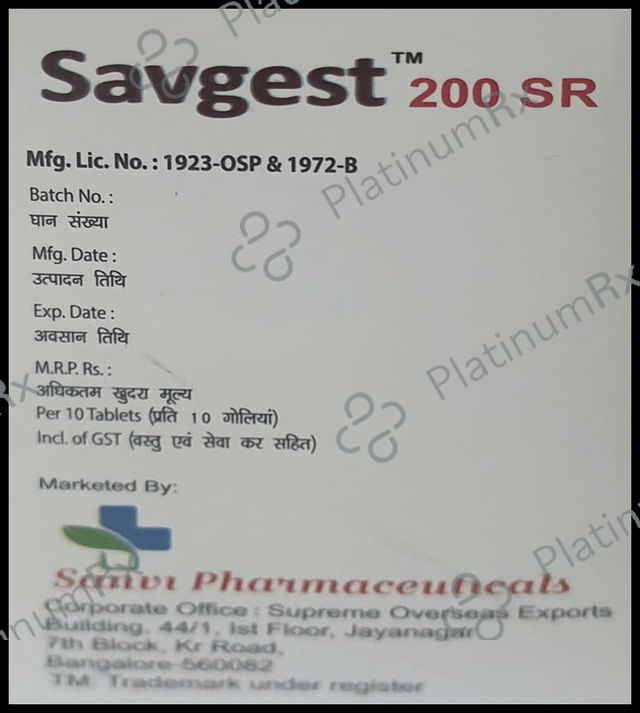 Savgest™ 200 SR
Mfg. Lic. No. : 1923-OSP & 1972-B
Batch No. :
घान संख्या
Mfg. Date :
उत्पादन तिथि
Exp. Date :
अवसान तिथि
M.R.P. Rs. :
अधिकतम खुदरा मूल्य
Per 10 Tablets (प्रति 10 गोलियां)
Incl. of GST (वस्तु एवं सेवा कर सहित)
Marketed By:
Sanvi Pharmaceuticals
Corporate Office : Supreme Overseas Exports
Building, 44/1, Ist Floor, Jayanagar
7th Block, Kr Road,
Bangalore-560082
TM Trademark under register
PlatinumRx
PlatinumRx